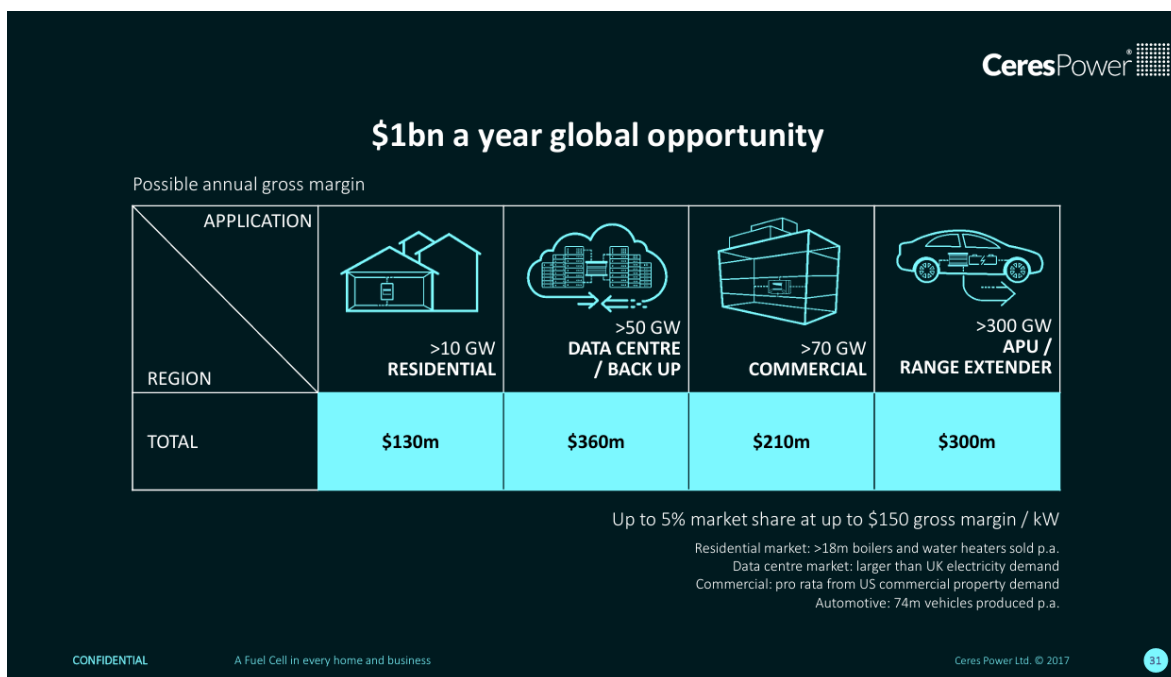 CeresPower®
$1bn a year global opportunity
Possible annual gross margin
APPLICATION
REGION
>10 GW
RESIDENTIAL
>50 GW
DATA CENTRE
/ BACK UP
>70 GW
COMMERCIAL
>300 GW
APU /
RANGE EXTENDER
TOTAL
$130m
$360m
$210m
$300m
Up to 5% market share at up to $150 gross margin / kW
Residential market: >18m boilers and water heaters sold p.a.
Data centre market: larger than UK electricity demand
Commercial: pro rata from US commercial property demand
Automotive: 74m vehicles produced p.a.
CONFIDENTIAL
A Fuel Cell in every home and business
Ceres Power Ltd. © 2017
31